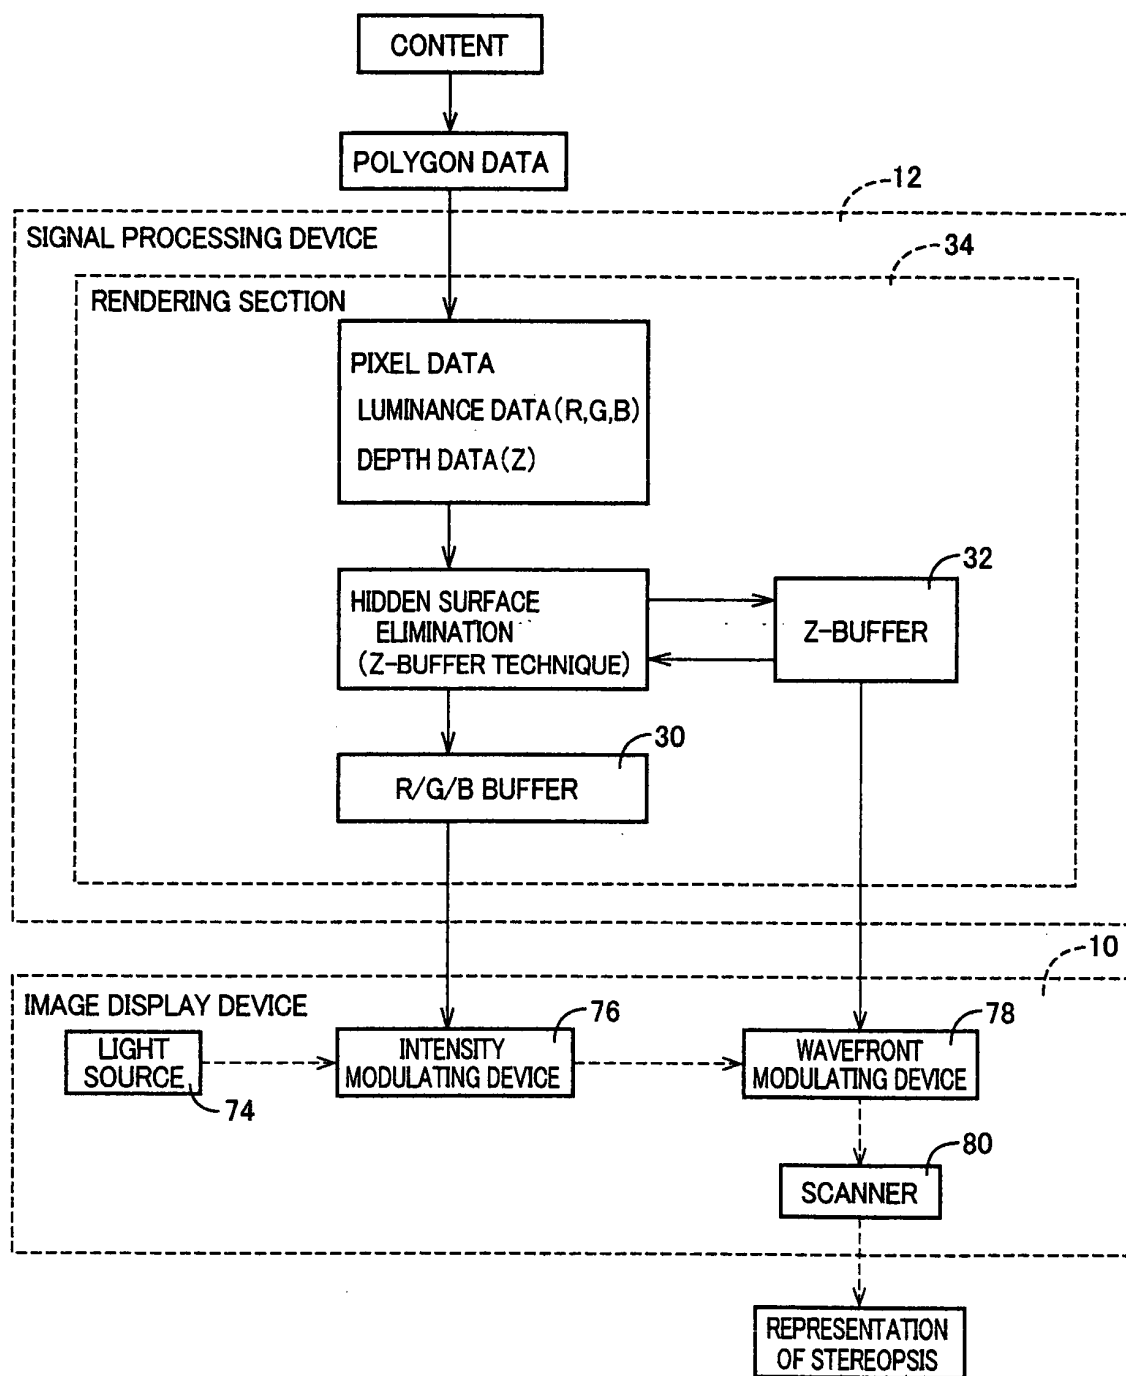 CONTENT
POLYGON DATA
12
SIGNAL PROCESSING DEVICE
34
RENDERING SECTION
PIXEL DATA
LUMINANCE DATA(R,G,B)
DEPTH DATA(Z)
32
HIDDEN SURFACE
ELIMINATION
(Z-BUFFER TECHNIQUE)
Z-BUFFER
30
R/G/B BUFFER
10
IMAGE DISPLAY DEVICE
76
78
LIGHT
SOURCE
INTENSITY
MODULATING DEVICE
WAVEFRONT
MODULATING DEVICE
74
80
SCANNER
REPRESENTATION
OF STEREOPSIS